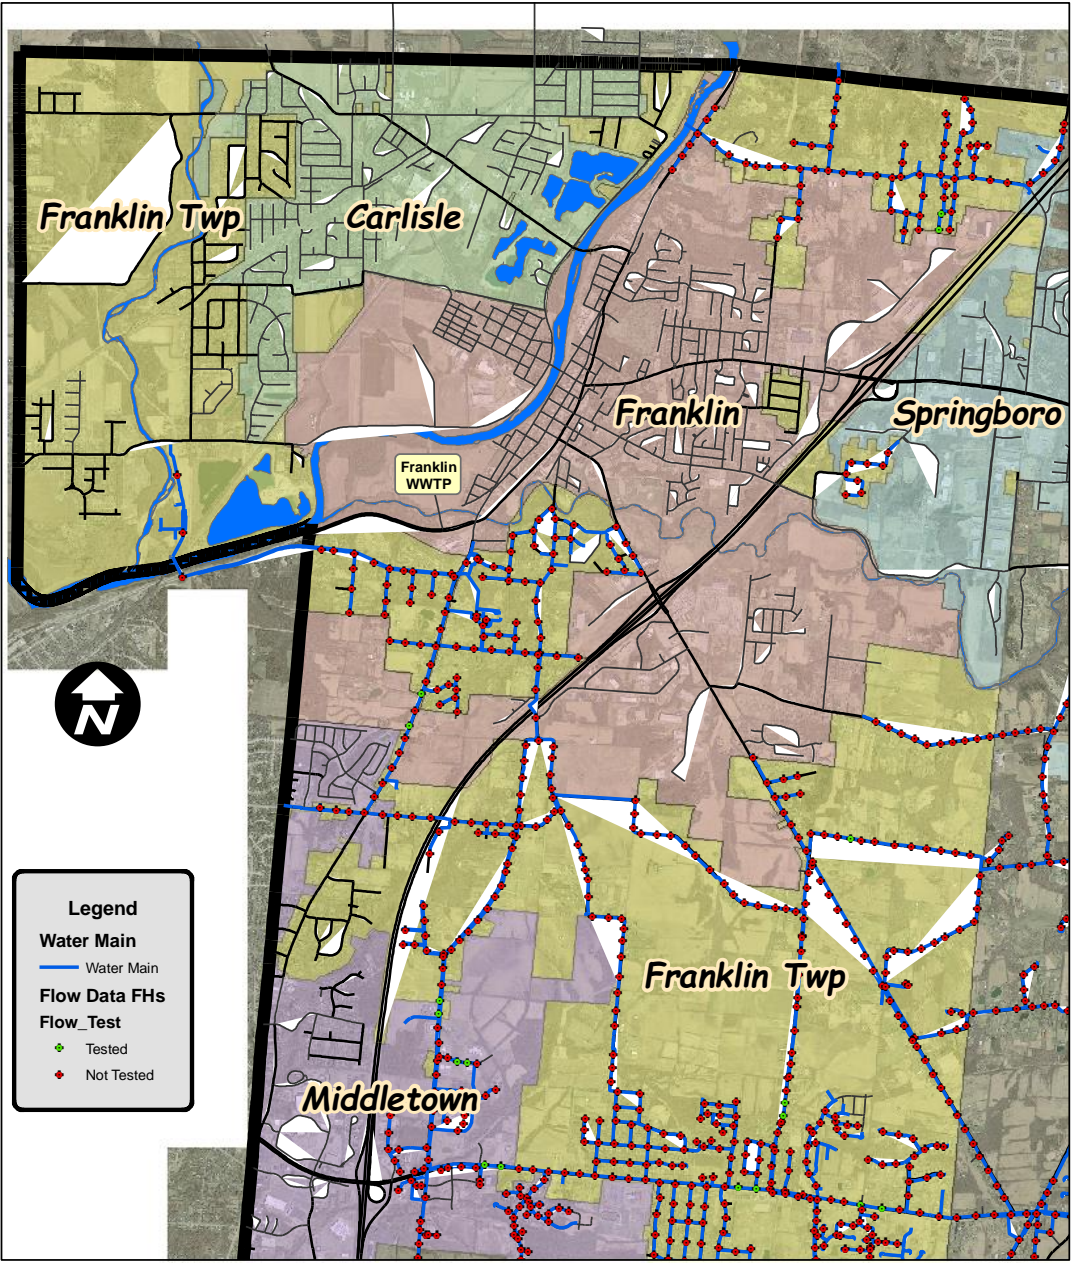 Franklin Twp
Carlisle
Franklin
Springboro
Franklin
WWTP
N
Legend
Water Main
Water Main
Flow Data FHs
Flow_Test
Tested
Not Tested
Franklin Twp
Middletown